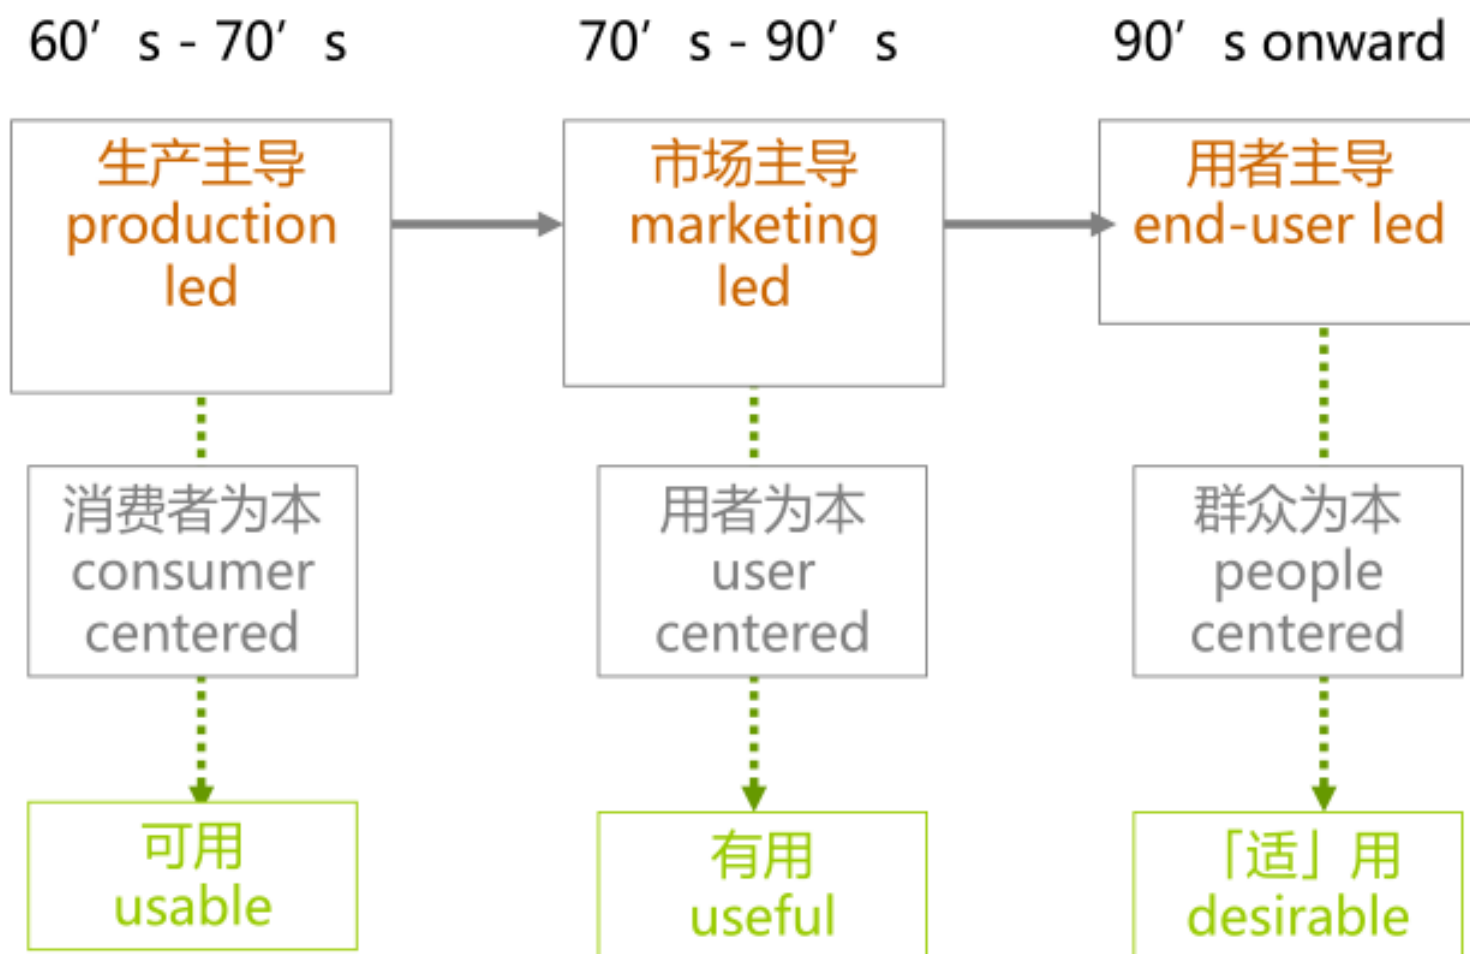 60′ s - 70′ s
70′ s - 90′ s
90′ s onward
生产主导
production
led
市场主导
marketing
led
用者主导
end-user led
消费者为本
consumer
centered
用者为本
user
centered
群众为本
people
centered
可用
usable
有用
useful
「适」用
desirable